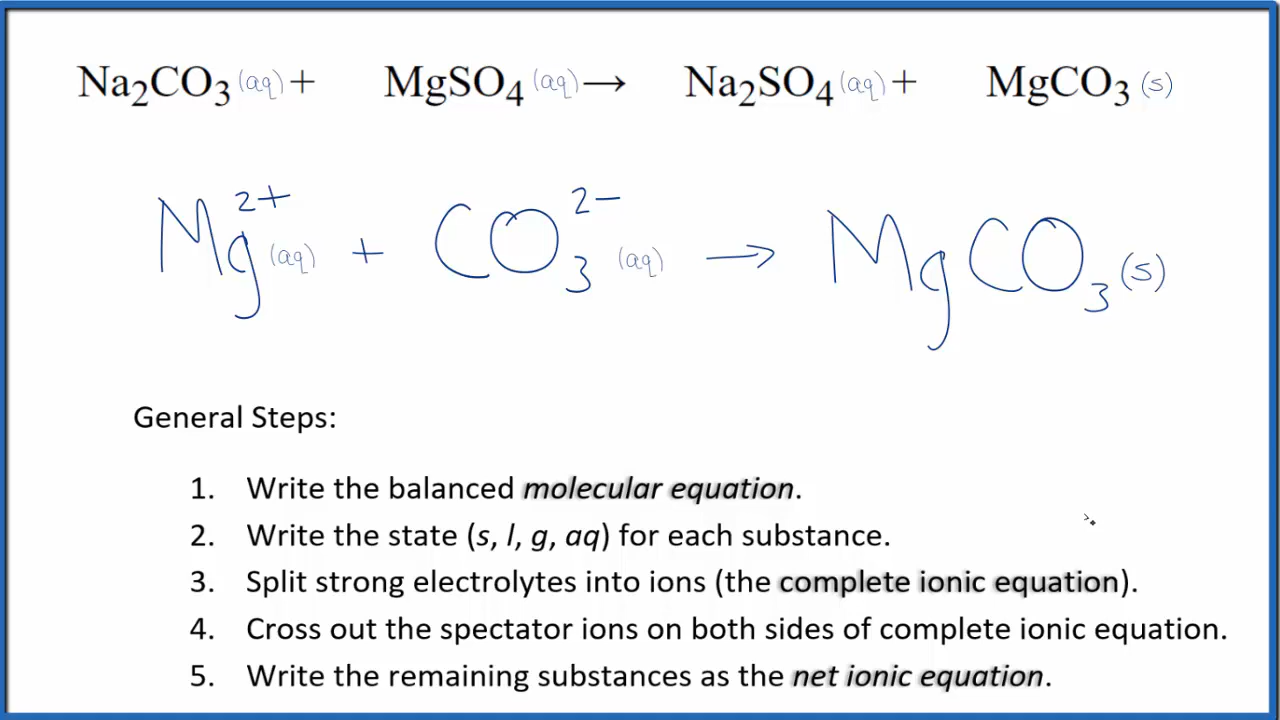 Na₂CO₃ (aq) + MgSO₄ (aq) → Na₂SO₄ (aq) + MgCO₃ (s)
Mg²⁺ (aq) + CO₃²⁻ (aq) → MgCO₃ (s)
General Steps:
1. Write the balanced molecular equation.
2. Write the state (s, l, g, aq) for each substance.
3. Split strong electrolytes into ions (the complete ionic equation).
4. Cross out the spectator ions on both sides of complete ionic equation.
5. Write the remaining substances as the net ionic equation.